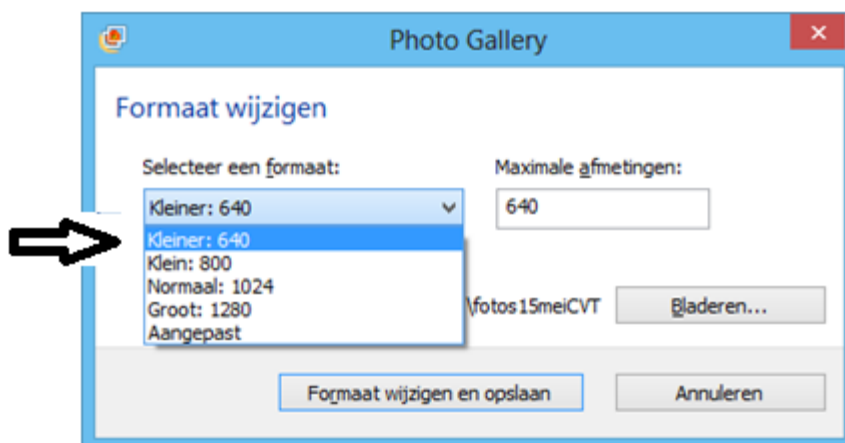 Photo Gallery
Formaat wijzigen
Selecteer een formaat:
Maximale afmetingen:
Kleiner: 640
640
Kleiner: 640
Klein: 800
Normaal: 1024
Groot: 1280
Aangepast
\fotos15meiCVT
Bladeren...
Formaat wijzigen en opslaan
Annuleren